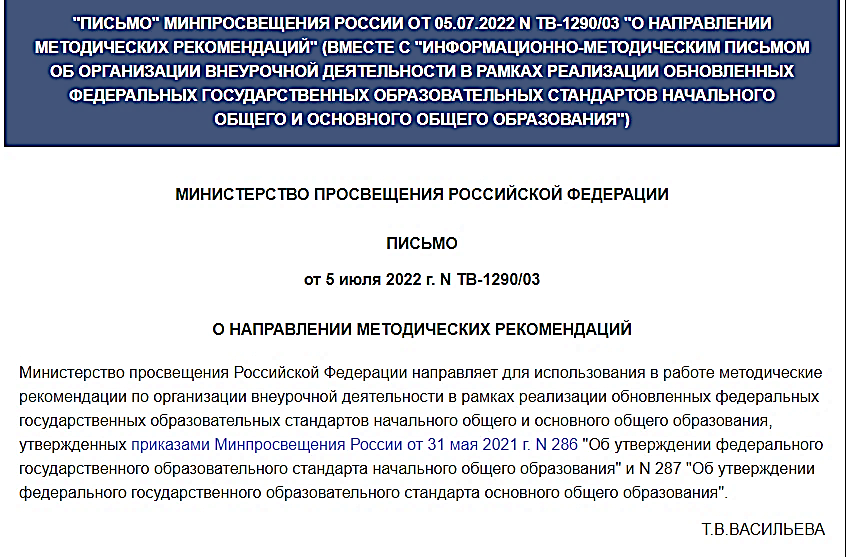 "ПИСЬМО" МИНПРОСВЕЩЕНИЯ РОССИИ ОТ 05.07.2022 N ТВ-1290/03 "О НАПРАВЛЕНИИ
МЕТОДИЧЕСКИХ РЕКОМЕНДАЦИЙ" (ВМЕСТЕ С "ИНФОРМАЦИОННО-МЕТОДИЧЕСКИМ ПИСЬМОМ
ОБ ОРГАНИЗАЦИИ ВНЕУРОЧНОЙ ДЕЯТЕЛЬНОСТИ В РАМКАХ РЕАЛИЗАЦИИ ОБНОВЛЕННЫХ
ФЕДЕРАЛЬНЫХ ГОСУДАРСТВЕННЫХ ОБРАЗОВАТЕЛЬНЫХ СТАНДАРТОВ НАЧАЛЬНОГО
ОБЩЕГО И ОСНОВНОГО ОБЩЕГО ОБРАЗОВАНИЯ")
МИНИСТЕРСТВО ПРОСВЕЩЕНИЯ РОССИЙСКОЙ ФЕДЕРАЦИИ
ПИСЬМО
от 5 июля 2022 г. N ТВ-1290/03
О НАПРАВЛЕНИИ МЕТОДИЧЕСКИХ РЕКОМЕНДАЦИЙ
Министерство просвещения Российской Федерации направляет для использования в работе методические
рекомендации по организации внеурочной деятельности в рамках реализации обновленных федеральных
государственных образовательных стандартов начального общего и основного общего образования,
утвержденных приказами Минпросвещения России от 31 мая 2021 г. N 286 "Об утверждении федерального
государственного образовательного стандарта начального общего образования" и N 287 "Об утверждении
федерального государственного образовательного стандарта основного общего образования".
Т.В.ВАСИЛЬЕВА